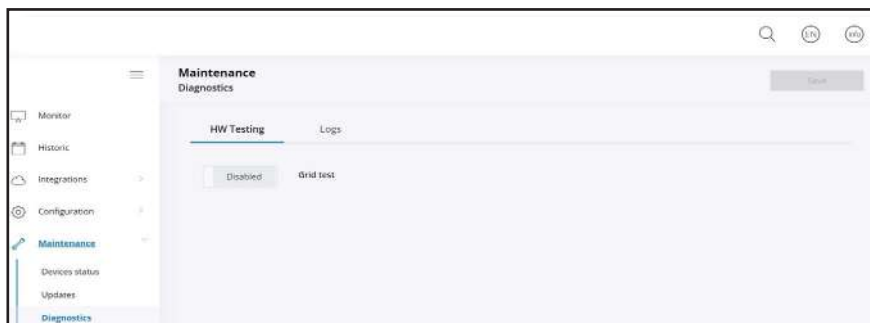 EN
info
Maintenance
Diagnostics
Save
Monitor
Historic
Integrations
Configuration
Maintenance
Devices status
Updates
Diagnostics
HW Testing
Logs
Disabled
Grid test